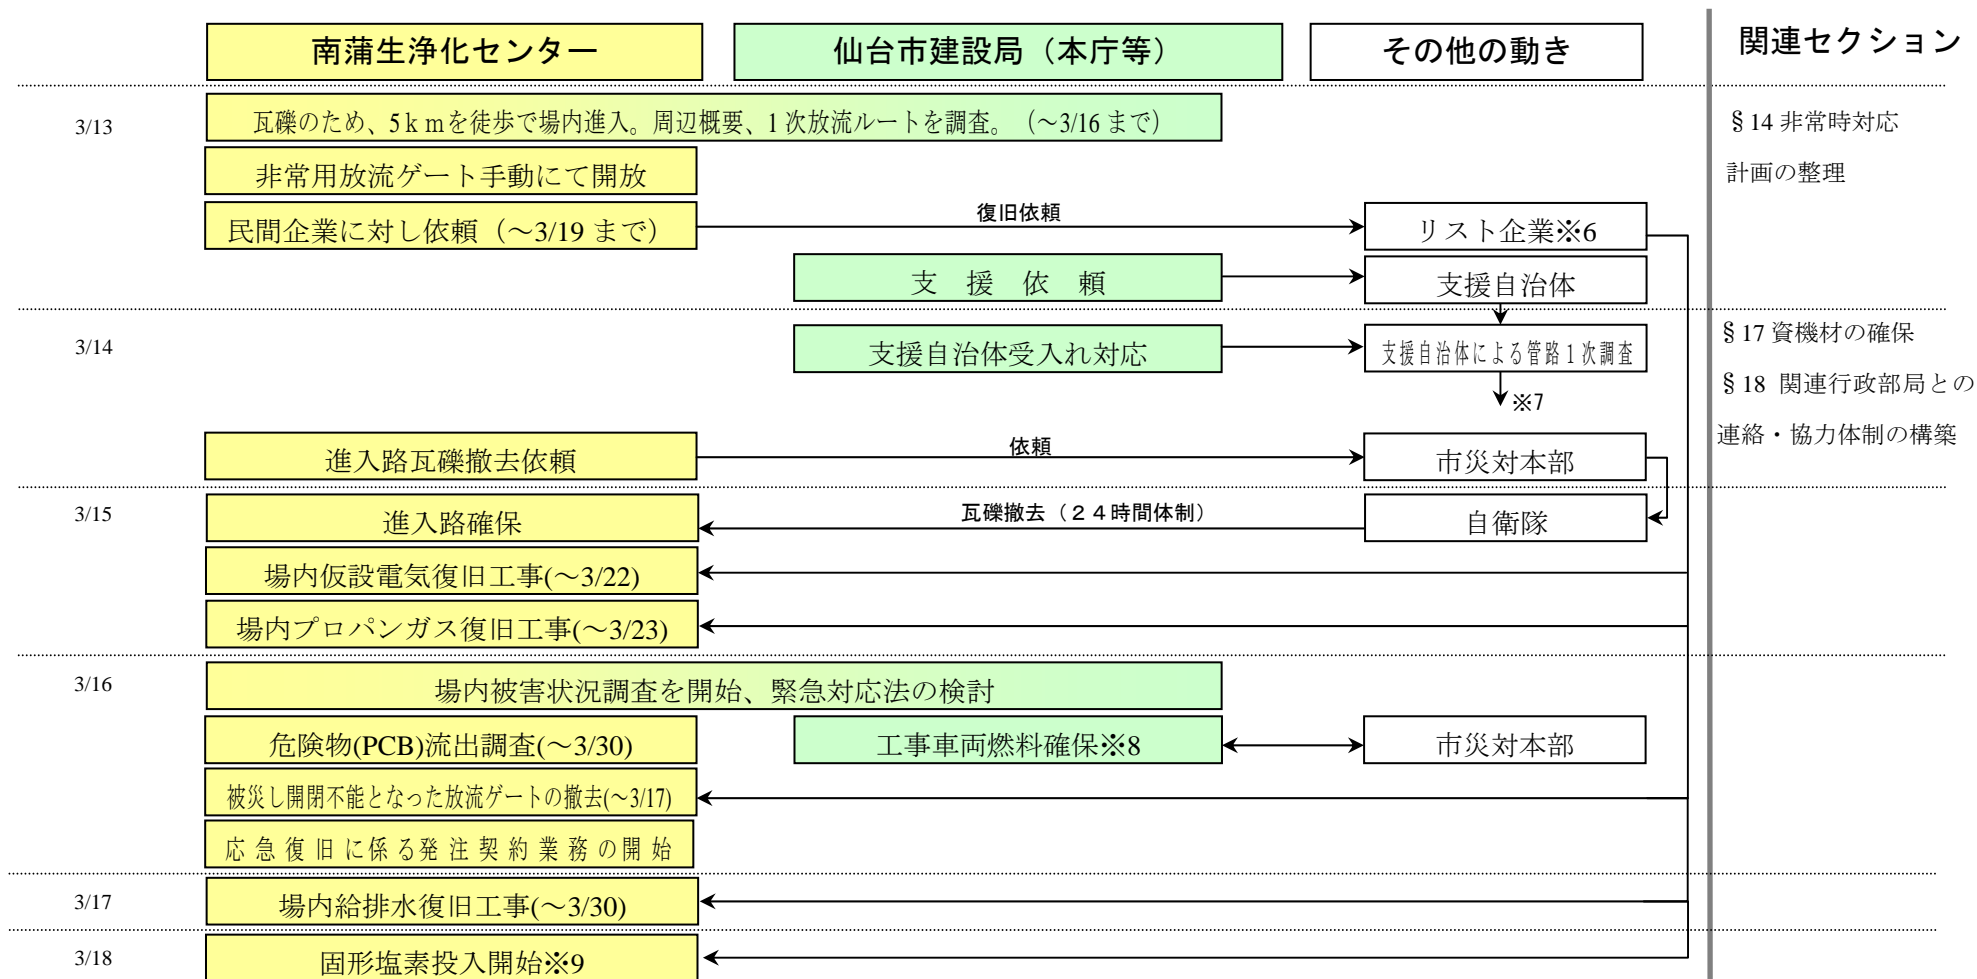 南蒲生浄化センター
仙台市建設局（本庁等）
その他の動き
関連セクション
3/13
瓦礫のため、5ｋｍを徒歩で場内進入。周辺概要、1次放流ルートを調査。（～3/16まで）
§14 非常時対応
計画の整理
非常用放流ゲート手動にて開放
民間企業に対し依頼（～3/19まで）
復旧依頼
リスト企業※6
支　援　依　頼
支援自治体
3/14
支援自治体受入れ対応
支援自治体による管路1次調査
※7
§17 資機材の確保
§18 関連行政部局との
連絡・協力体制の構築
進入路瓦礫撤去依頼
依頼
市災対本部
3/15
進入路確保
瓦礫撤去（２４時間体制）
自衛隊
場内仮設電気復旧工事(～3/22)
場内プロパンガス復旧工事(～3/23)
3/16
場内被害状況調査を開始、緊急対応法の検討
危険物(PCB)流出調査(～3/30)
工事車両燃料確保※8
市災対本部
被災し開閉不能となった放流ゲートの撤去(～3/17)
応急復旧に係る発注契約業務の開始
3/17
場内給排水復旧工事(～3/30)
3/18
固形塩素投入開始※9